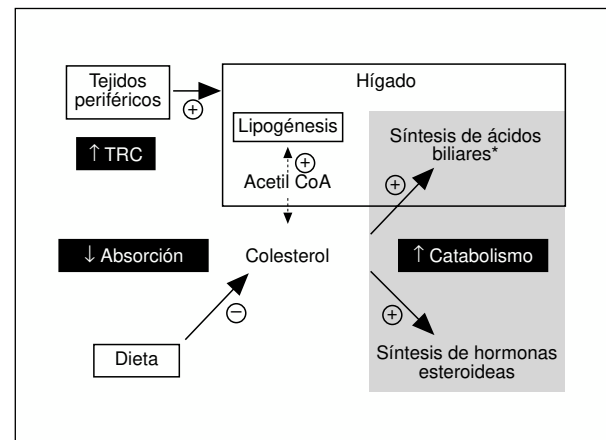 Tejidos
periféricos
Hígado
+
Lipogénesis
Síntesis de ácidos
biliares*
↑ TRC
+
Acetil CoA
+
↓ Absorción
Colesterol
↑ Catabolismo
−
+
Dieta
Síntesis de hormonas
esteroideas